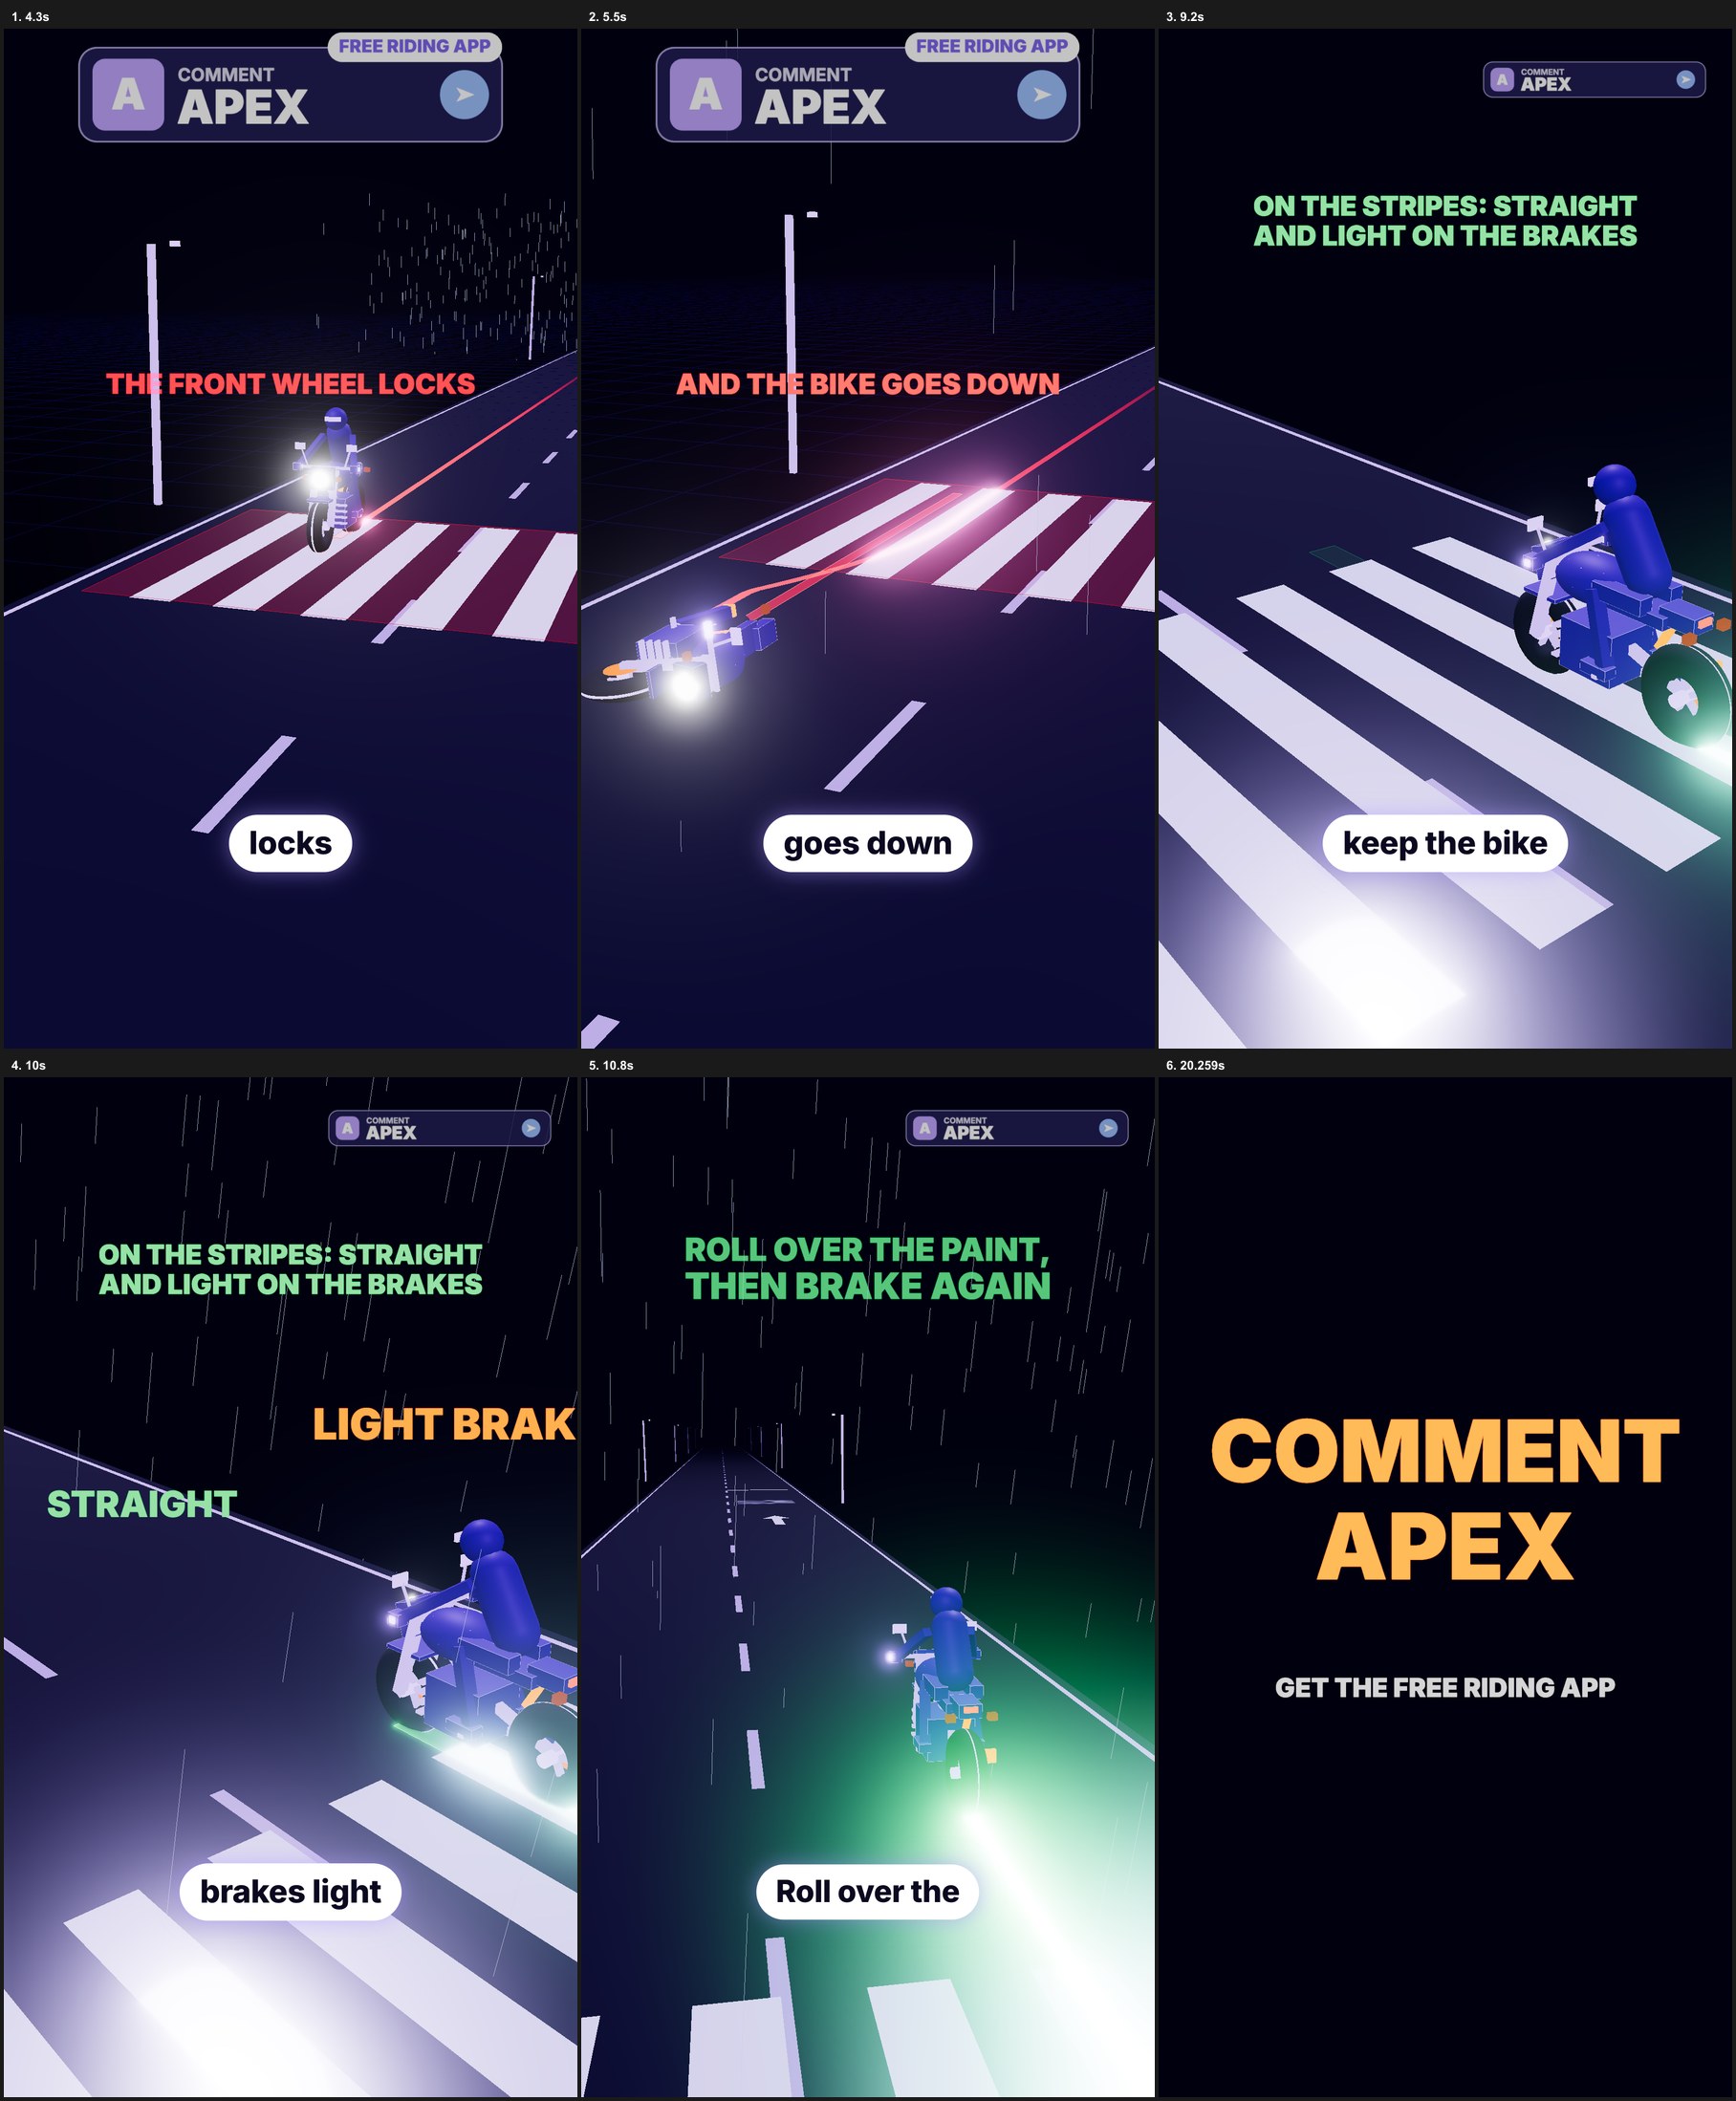 1. 4.3s
FREE RIDING APP
A
COMMENT
APEX
THE FRONT WHEEL LOCKS
locks
2. 5.5s
FREE RIDING APP
A
COMMENT
APEX
AND THE BIKE GOES DOWN
goes down
3. 9.2s
A
COMMENT
APEX
ON THE STRIPES: STRAIGHT
AND LIGHT ON THE BRAKES
keep the bike
4. 10s
A
COMMENT
APEX
ON THE STRIPES: STRAIGHT
AND LIGHT ON THE BRAKES
LIGHT BRAK
STRAIGHT
brakes light
5. 10.8s
A
COMMENT
APEX
ROLL OVER THE PAINT,
THEN BRAKE AGAIN
Roll over the
6. 20.259s
COMMENT
APEX
GET THE FREE RIDING APP